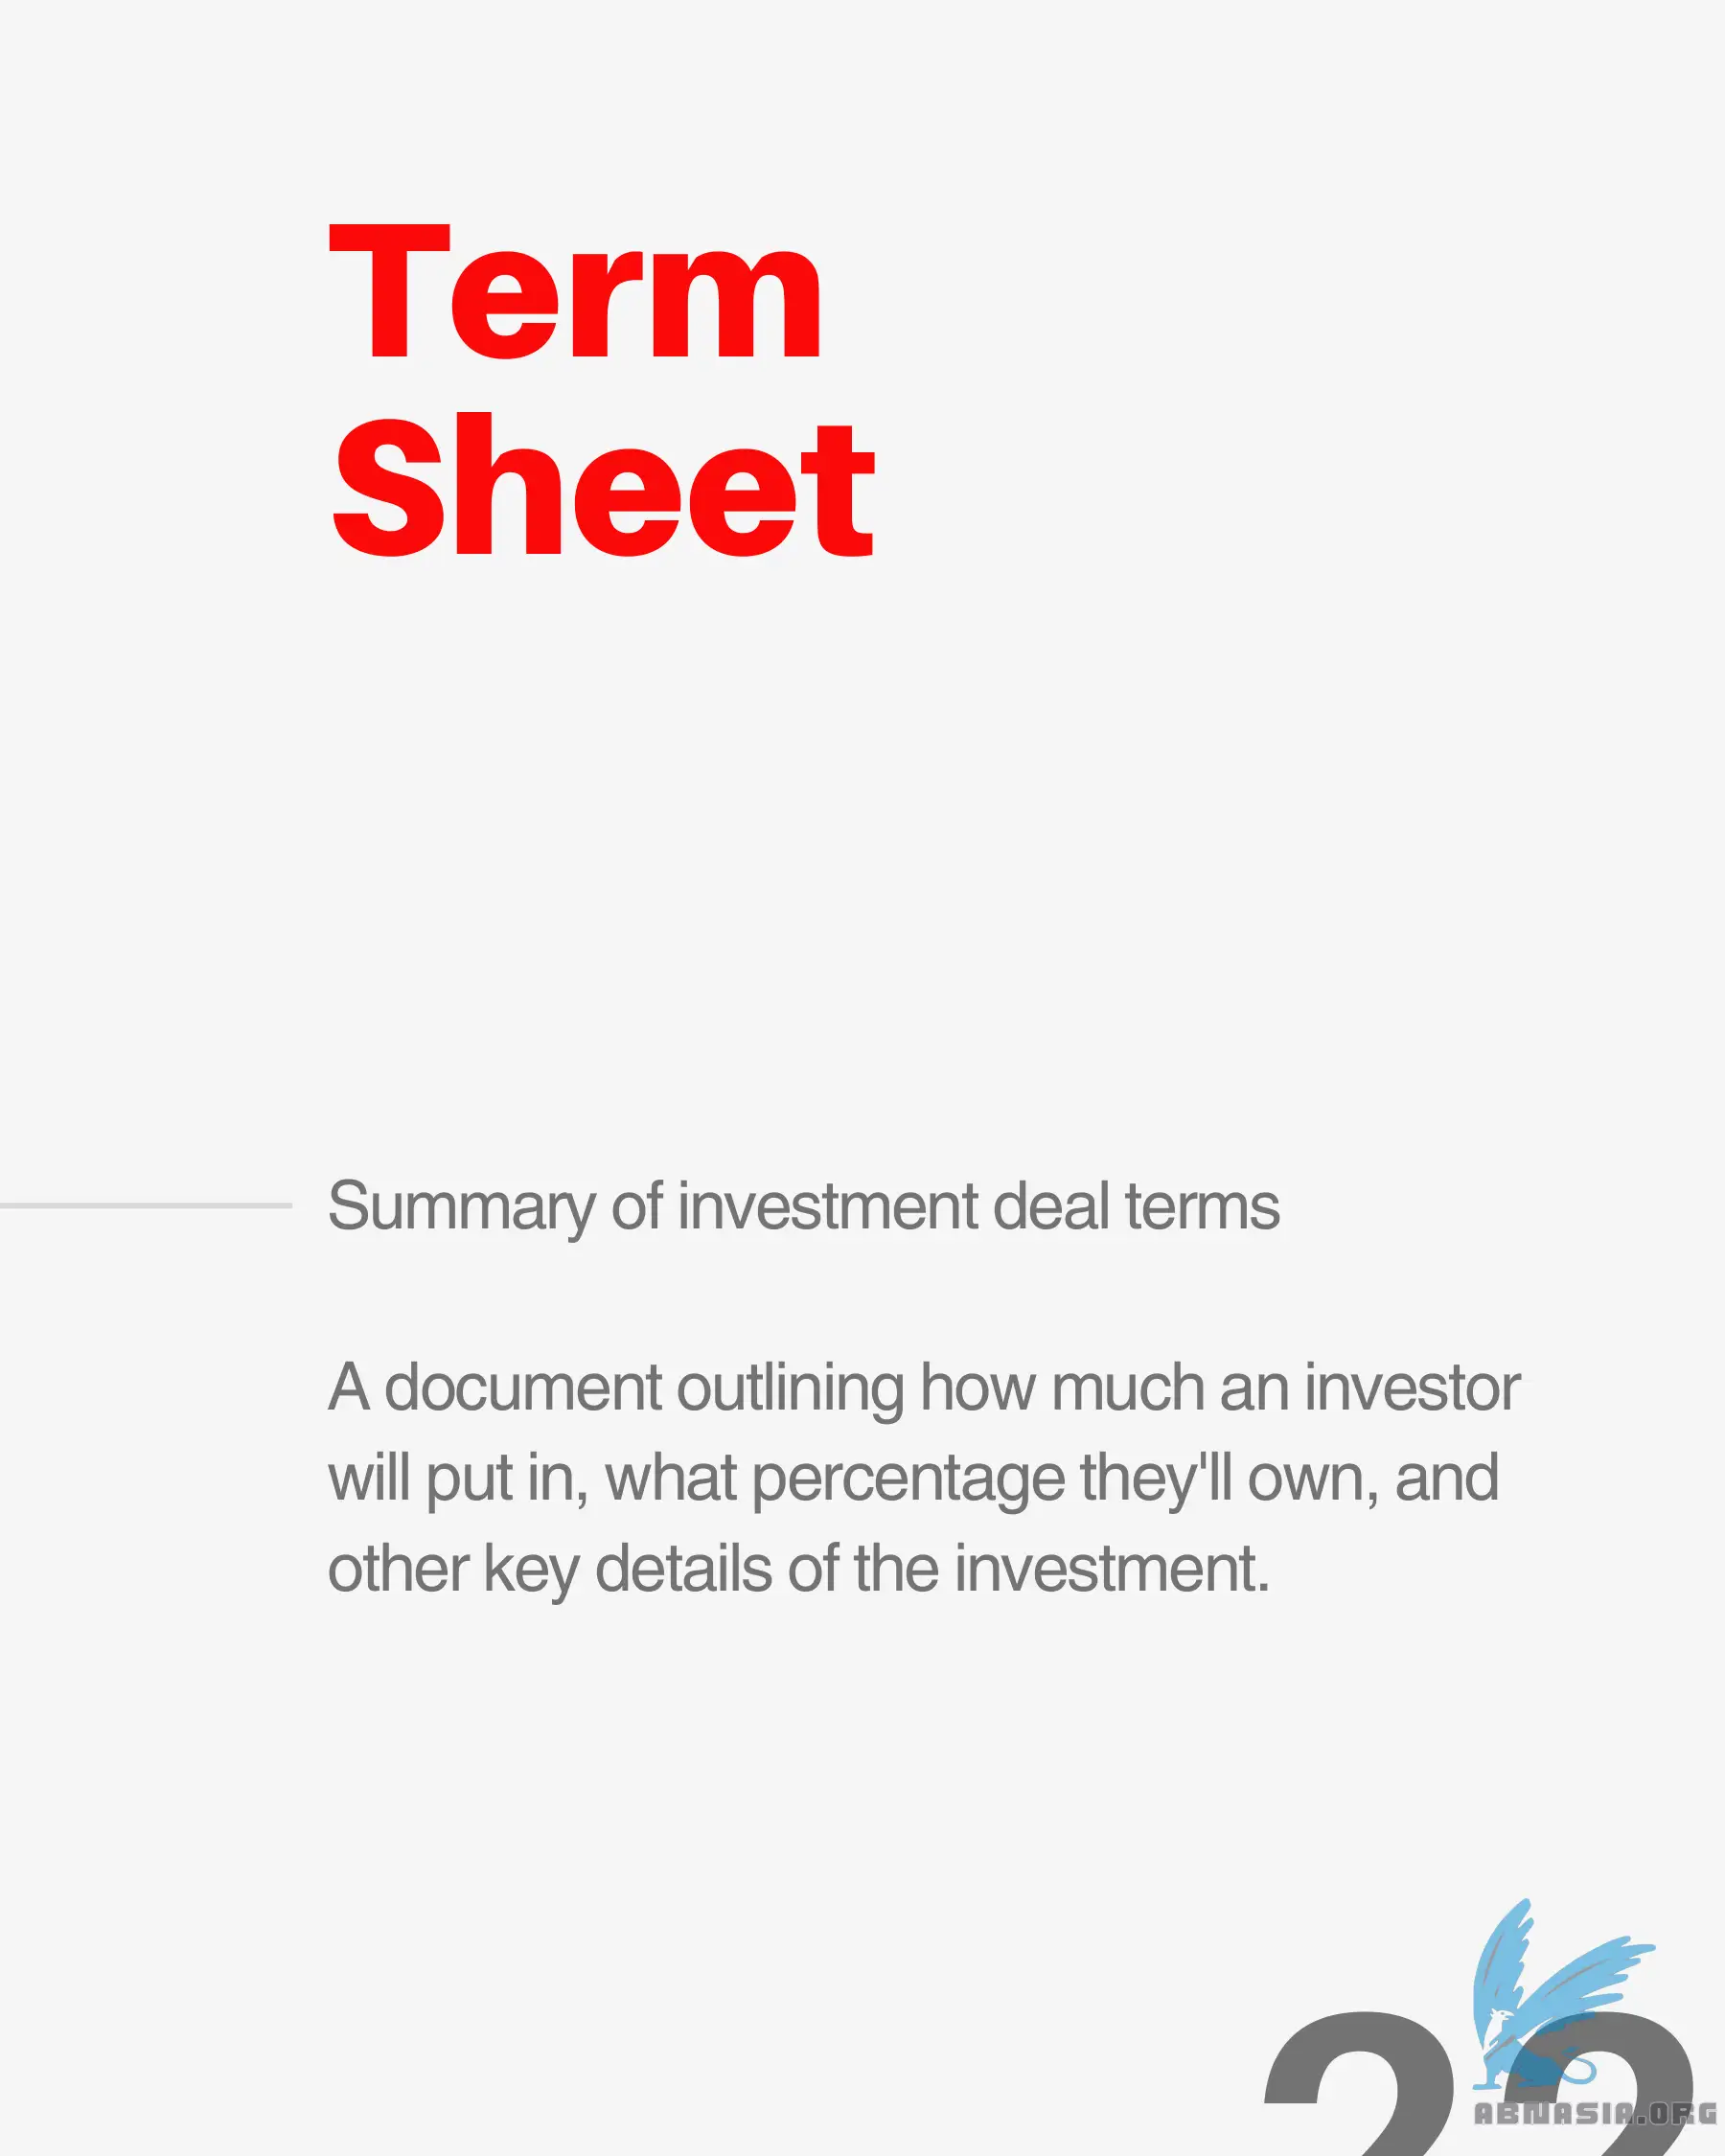 Term
Sheet
Summary of investment deal terms
A document outlining how much an investor
will put in, what percentage they'll own, and
other key details of the investment.
22
ABNASIA.ORG